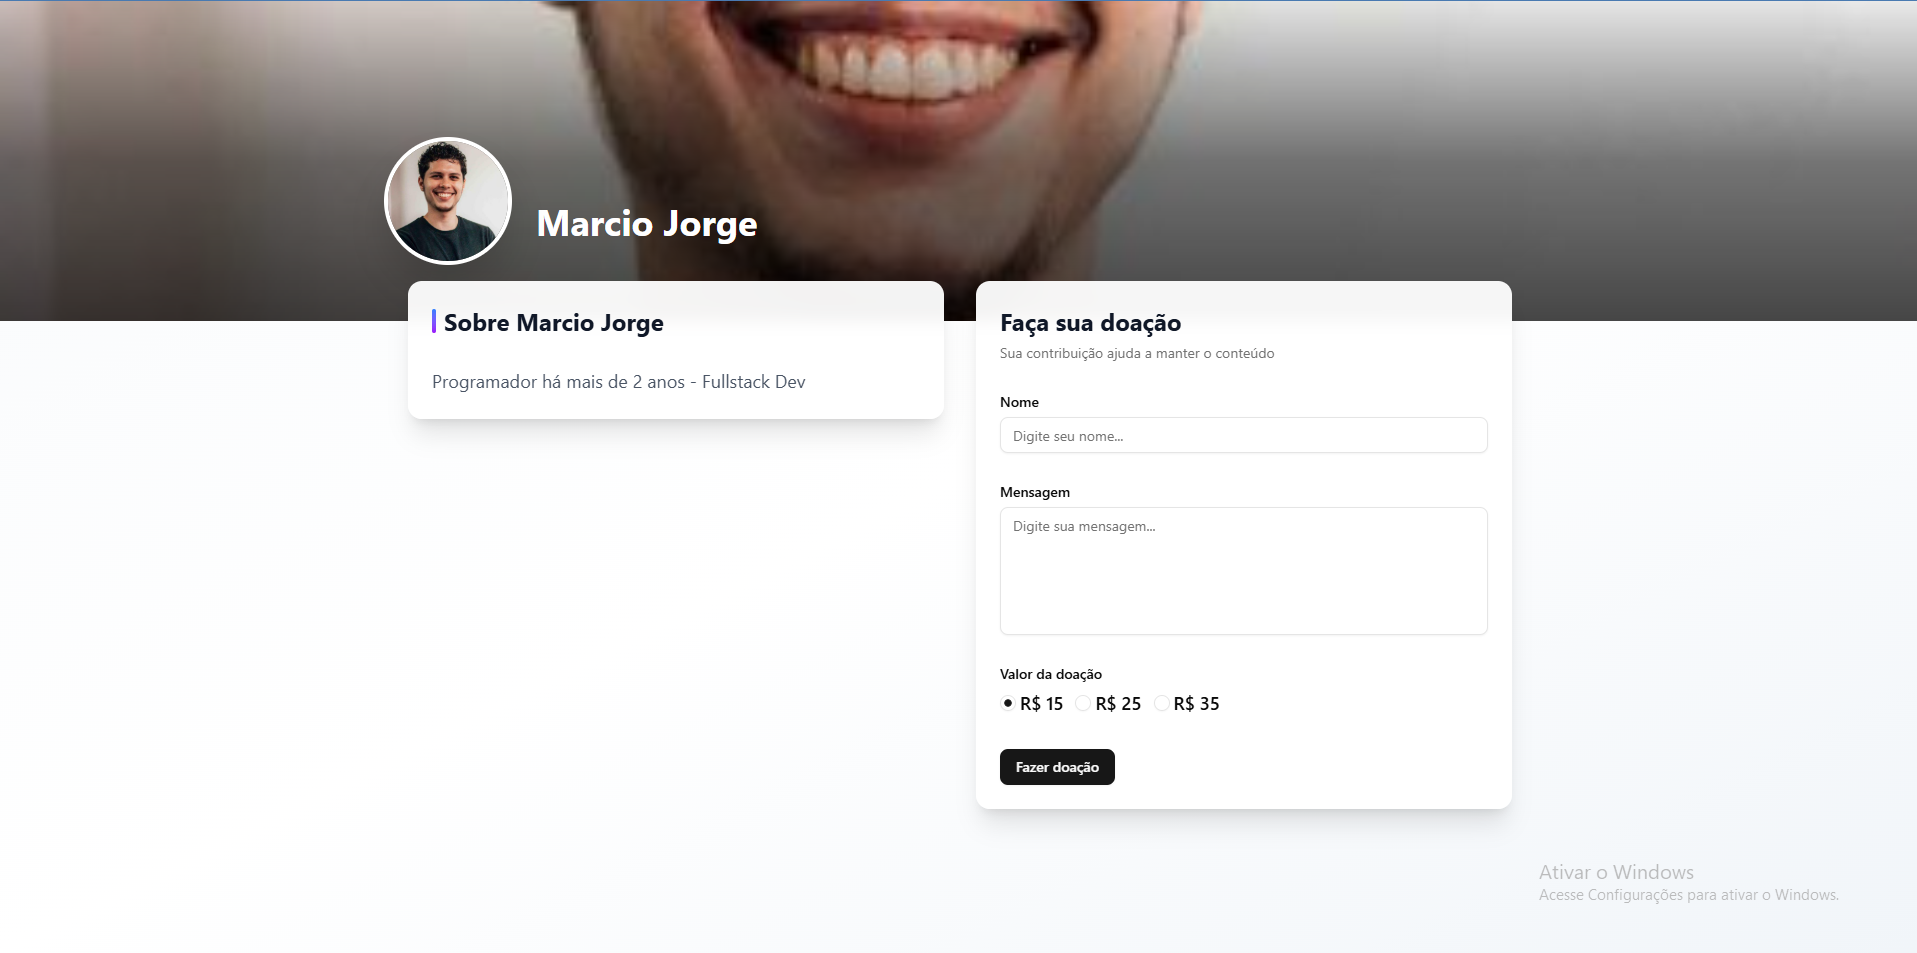 Marcio Jorge
Sobre Marcio Jorge
Programador há mais de 2 anos - Fullstack Dev
Faça sua doação
Sua contribuição ajuda a manter o conteúdo
Nome
Digite seu nome...
Mensagem
Digite sua mensagem...
Valor da doação
R$ 15 R$ 25 R$ 35
Fazer doação
Ativar o Windows
Acesse Configurações para ativar o Windows.